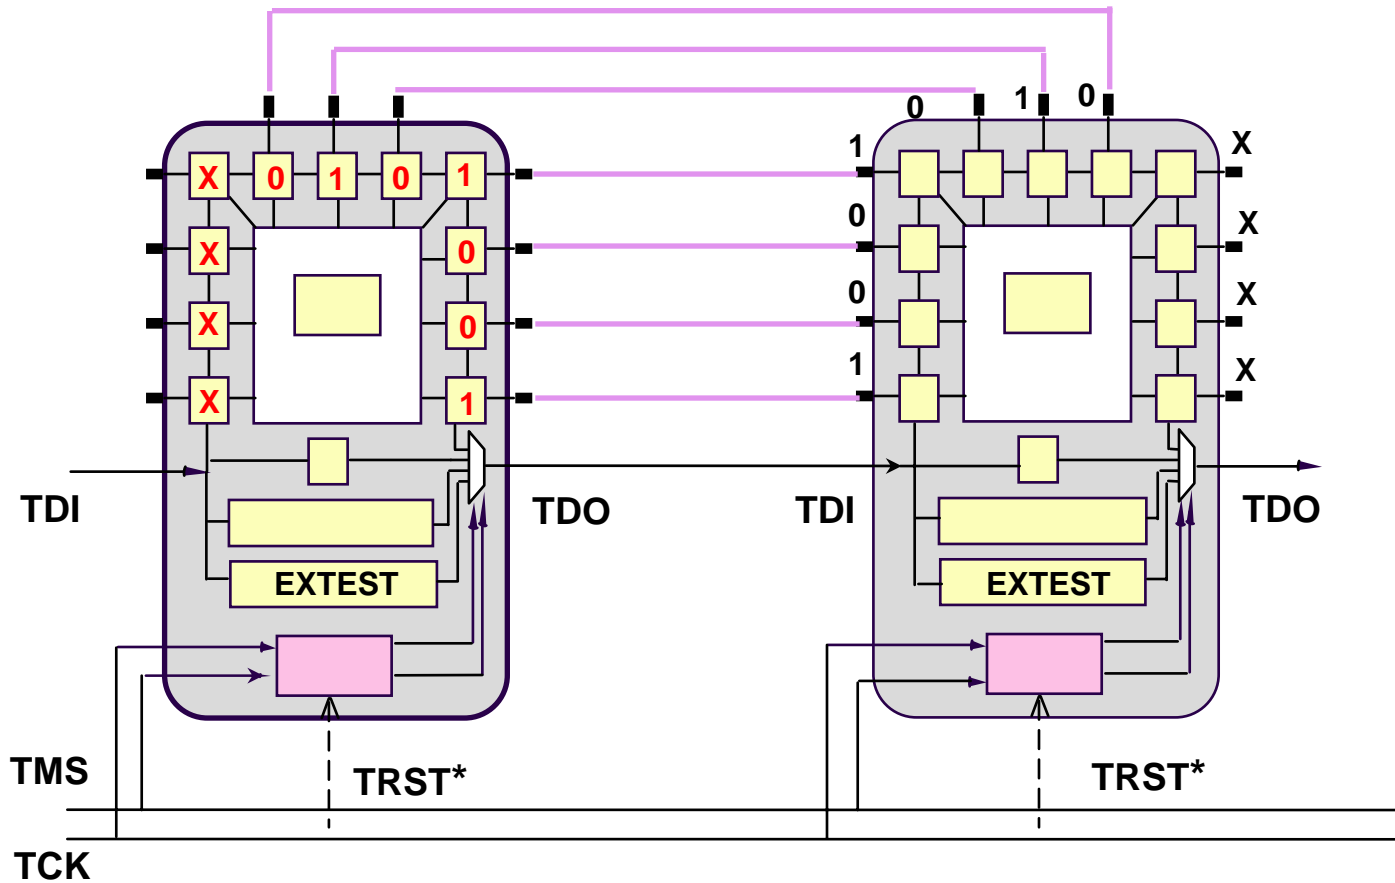 0 1 0
1 X
X 0 1 0 1
0 X
X 0
0 X
X 0
1 X
X 1
TDI TDO TDI TDO
EXTEST EXTEST
TMS TRST* TRST*
TCK